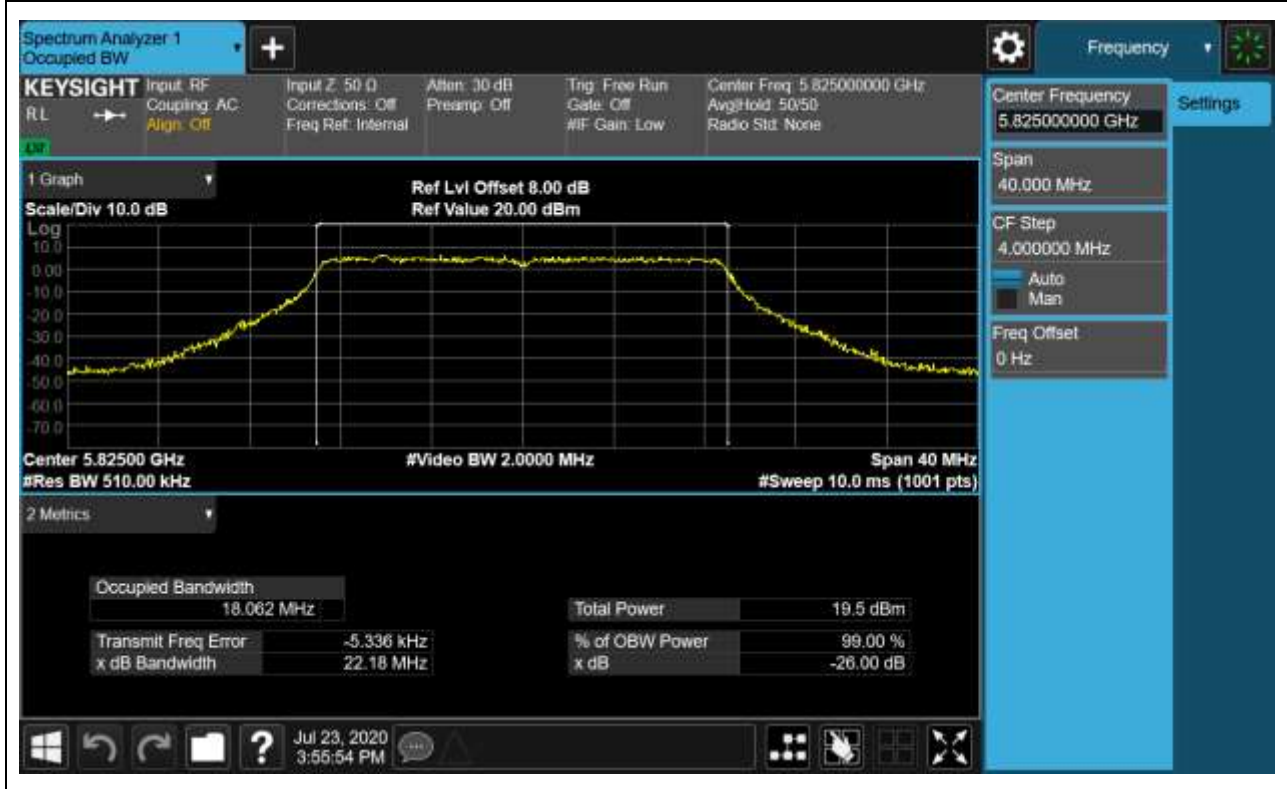 Spectrum Analyzer 1
Occupied BW
+
Frequency
KEYSIGHT
RL
Input: RF
Coupling: AC
Align: Off
Input Z: 50 Ω
Corrections: Off
Freq Ref: Internal
Atten: 30 dB
Preamp: Off
Trig: Free Run
Gate: Off
#IF Gain: Low
Center Freq: 5.825000000 GHz
Avg|Hold: 50/50
Radio Std: None
Center Frequency
5.825000000 GHz
Settings
Span
40.000 MHz
CF Step
4.000000 MHz
Auto
Man
Freq Offset
0 Hz
1 Graph
Scale/Div 10.0 dB
Ref Lvl Offset 8.00 dB
Ref Value 20.00 dBm
Log
10.0
0.00
-10.0
-20.0
-30.0
-40.0
-50.0
-60.0
-70.0
Center 5.82500 GHz
#Res BW 510.00 kHz
#Video BW 2.0000 MHz
Span 40 MHz
#Sweep 10.0 ms (1001 pts)
2 Metrics
Occupied Bandwidth
18.062 MHz
Transmit Freq Error -5.336 kHz
x dB Bandwidth 22.18 MHz
Total Power 19.5 dBm
% of OBW Power 99.00 %
x dB -26.00 dB
?
Jul 23, 2020
3:55:54 PM